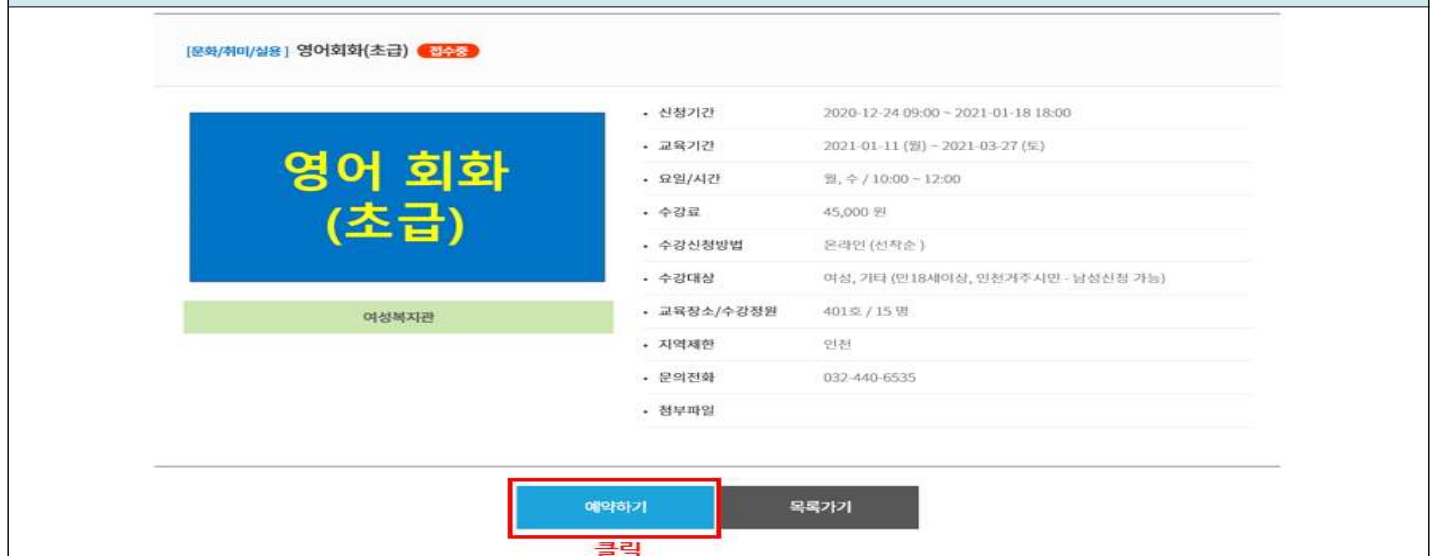 [문화/취미/실용 ] 영어회화(초급) 접수중
영어 회화
(초급)
여성복지관
• 신청기간 2020-12-24 09:00 ~ 2021-01-18 18:00
• 교육기간 2021-01-11 (월) ~ 2021-03-27 (토)
• 요일/시간 월, 수 / 10:00 ~ 12:00
• 수강료 45,000 원
• 수강신청방법 온라인 (선착순 )
• 수강대상 여성, 기타 (만18세이상, 인천거주시민 - 남성신청 가능)
• 교육장소/수강정원 401호 / 15 명
• 지역제한 인천
• 문의전화 032-440-6535
• 첨부파일
예약하기 목록가기
클릭